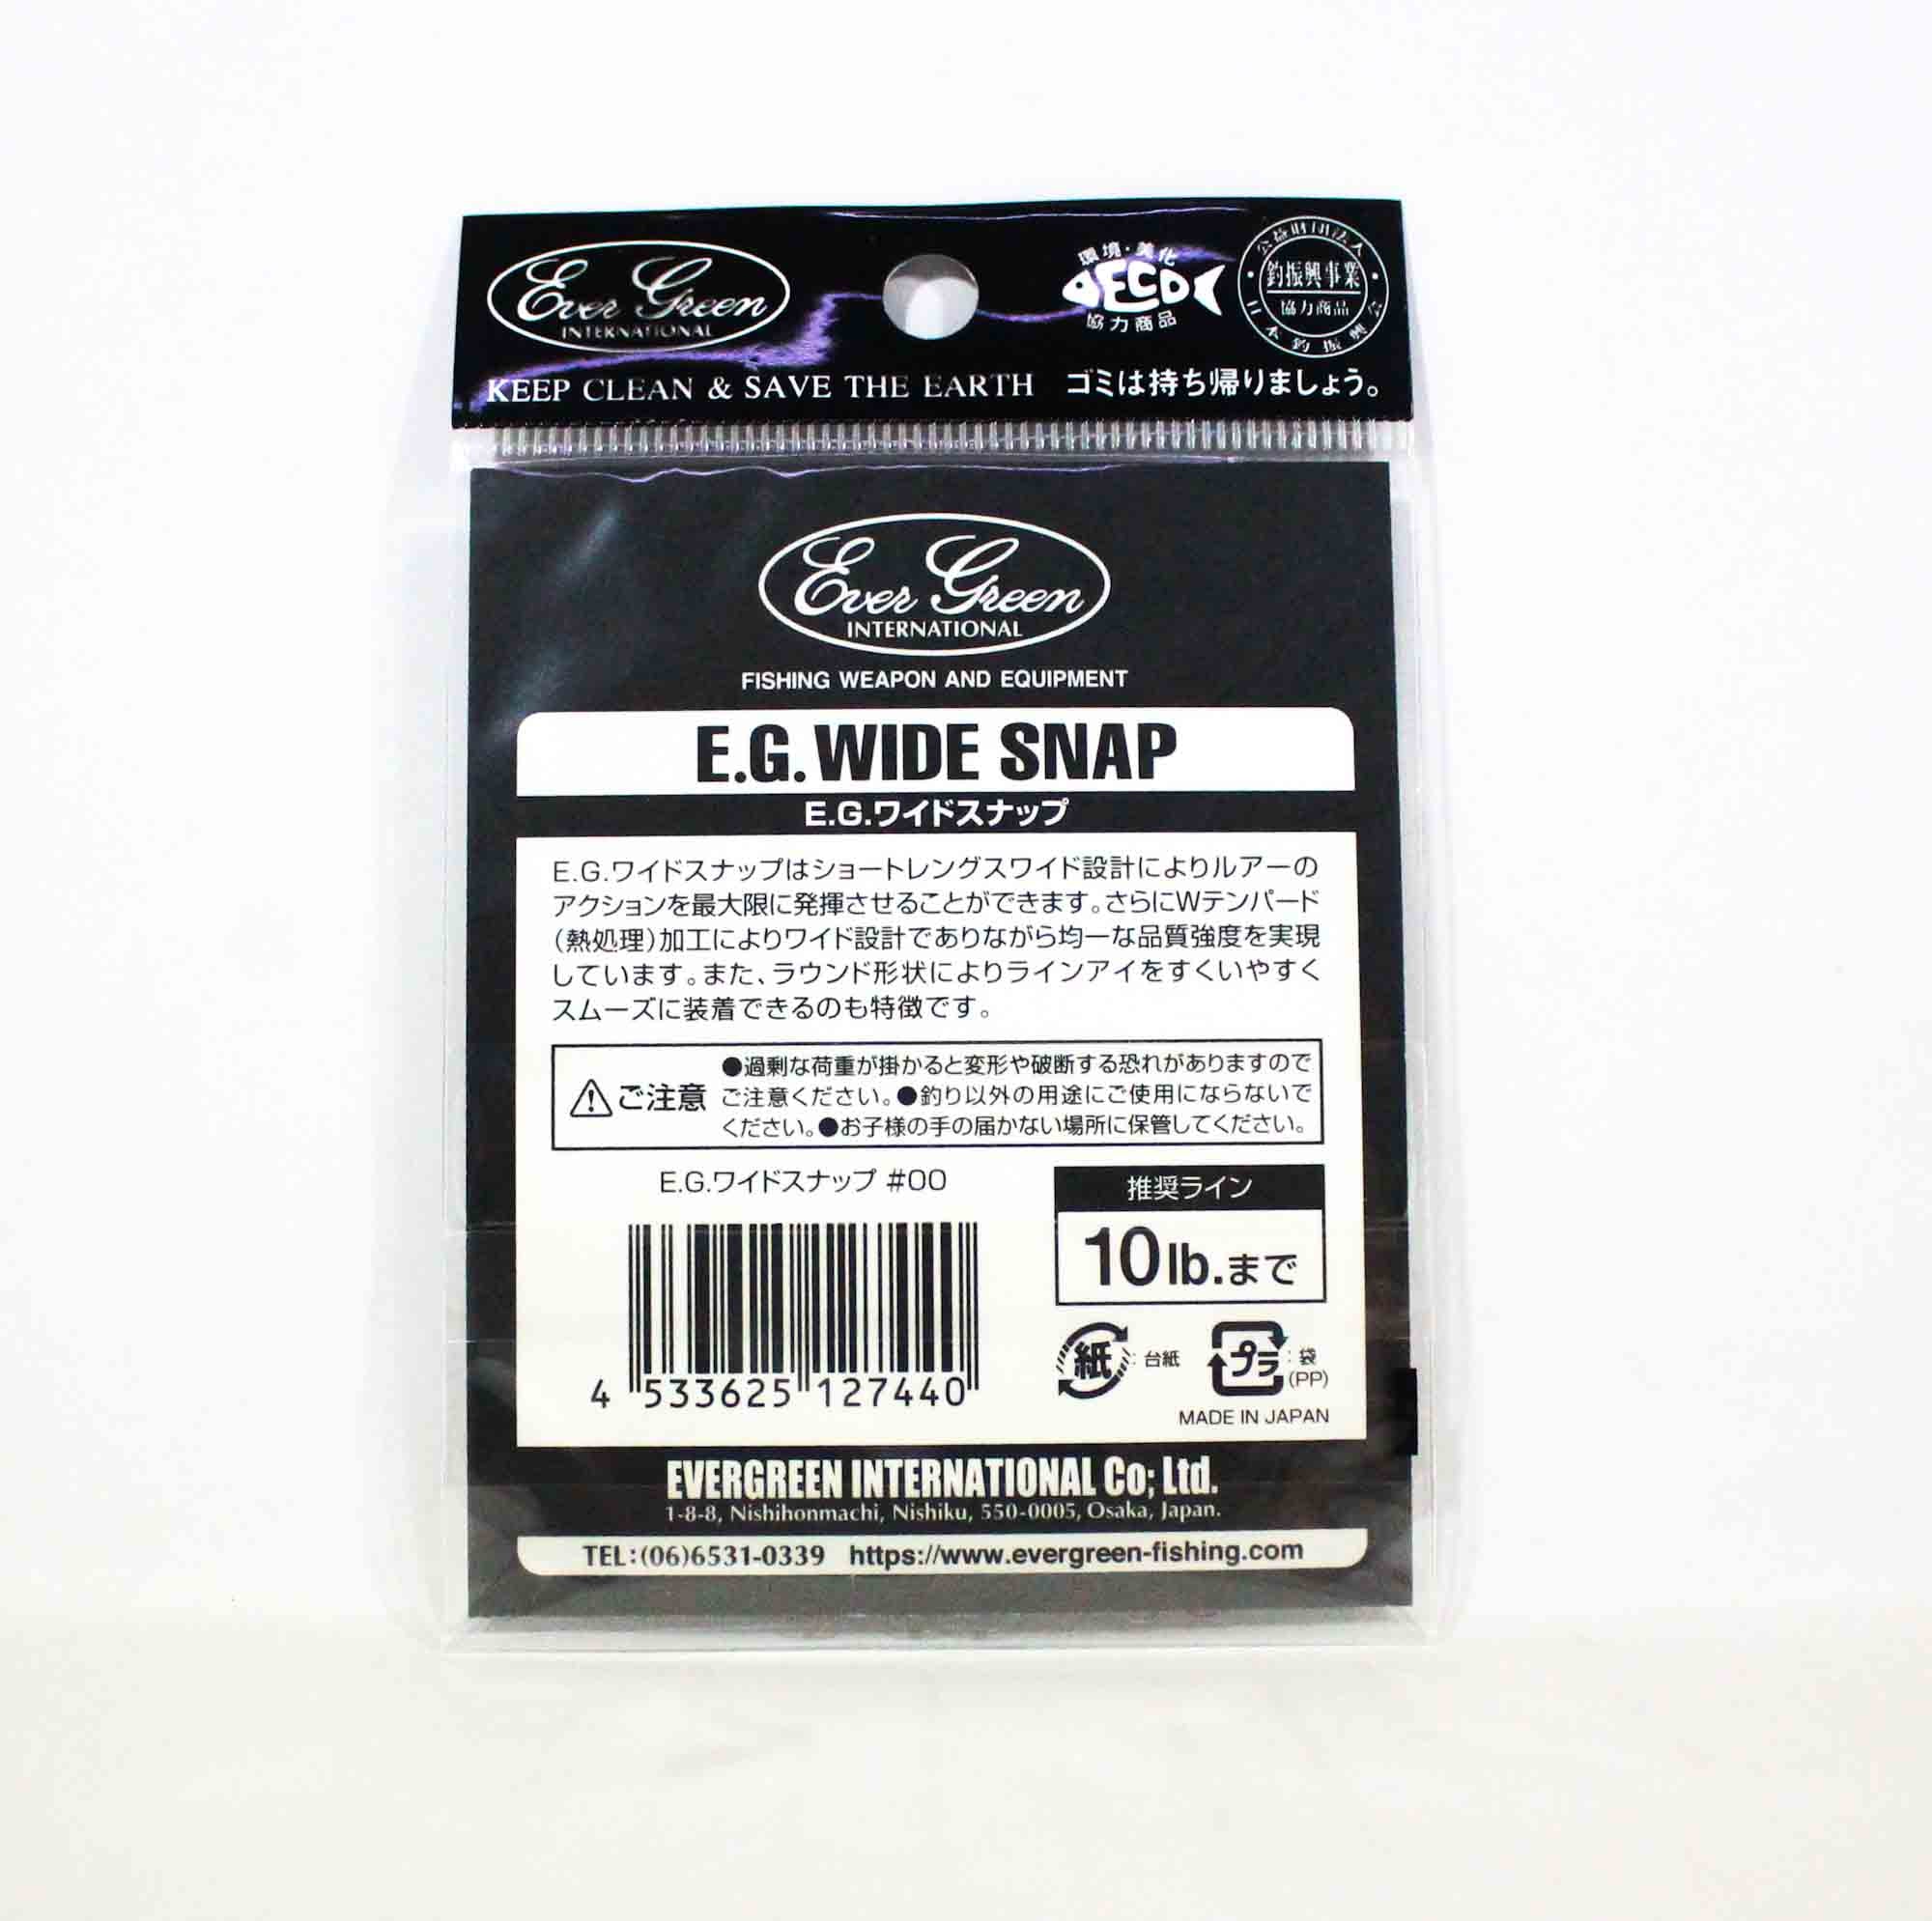 Ever Green
INTERNATIONAL
環境・美化
ECO
協力商品
公益財団法人
釣振興事業
協力商品
日本釣振興会
KEEP CLEAN & SAVE THE EARTH ゴミは持ち帰りましょう。
Ever Green
INTERNATIONAL
FISHING WEAPON AND EQUIPMENT
E.G.WIDE SNAP
E.G.ワイドスナップ
E.G.ワイドスナップはショートレングスワイド設計によりルアーの
アクションを最大限に発揮させることができます。さらにWテンパード
(熱処理)加工によりワイド設計でありながら均一な品質強度を実現
しています。また、ラウンド形状によりラインアイをすくいやすく
スムーズに装着できるのも特徴です。
ご注意
●過剰な荷重が掛かると変形や破断する恐れがありますので
ご注意ください。●釣り以外の用途にご使用にならないで
ください。●お子様の手の届かない場所に保管してください。
E.G.ワイドスナップ #00
4 533625 127440
推奨ライン
10lb.まで
紙:台紙
プラ:袋
(PP)
MADE IN JAPAN
EVERGREEN INTERNATIONAL Co; Ltd.
1-8-8, Nishihonmachi, Nishiku, 550-0005, Osaka, Japan.
TEL:(06)6531-0339 https://www.evergreen-fishing.com